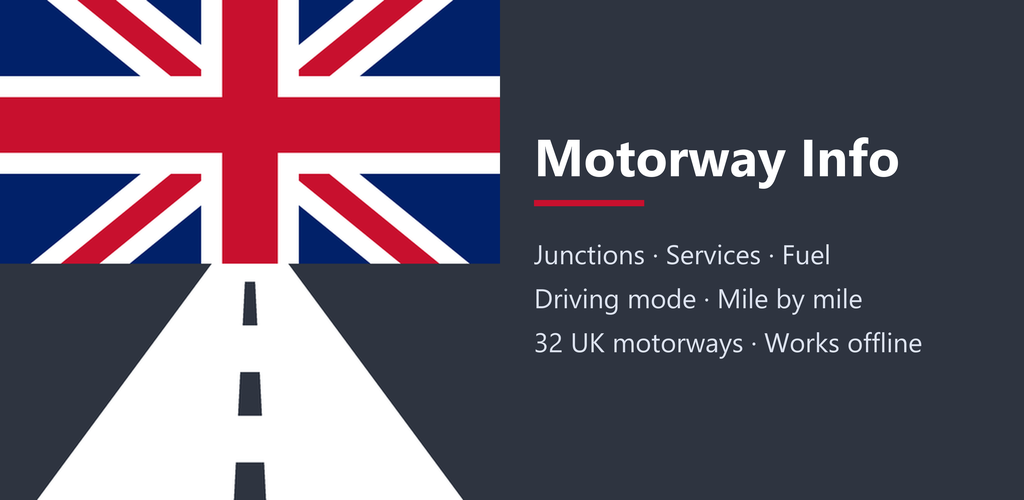 Motorway Info
Junctions · Services · Fuel
Driving mode · Mile by mile
32 UK motorways · Works offline